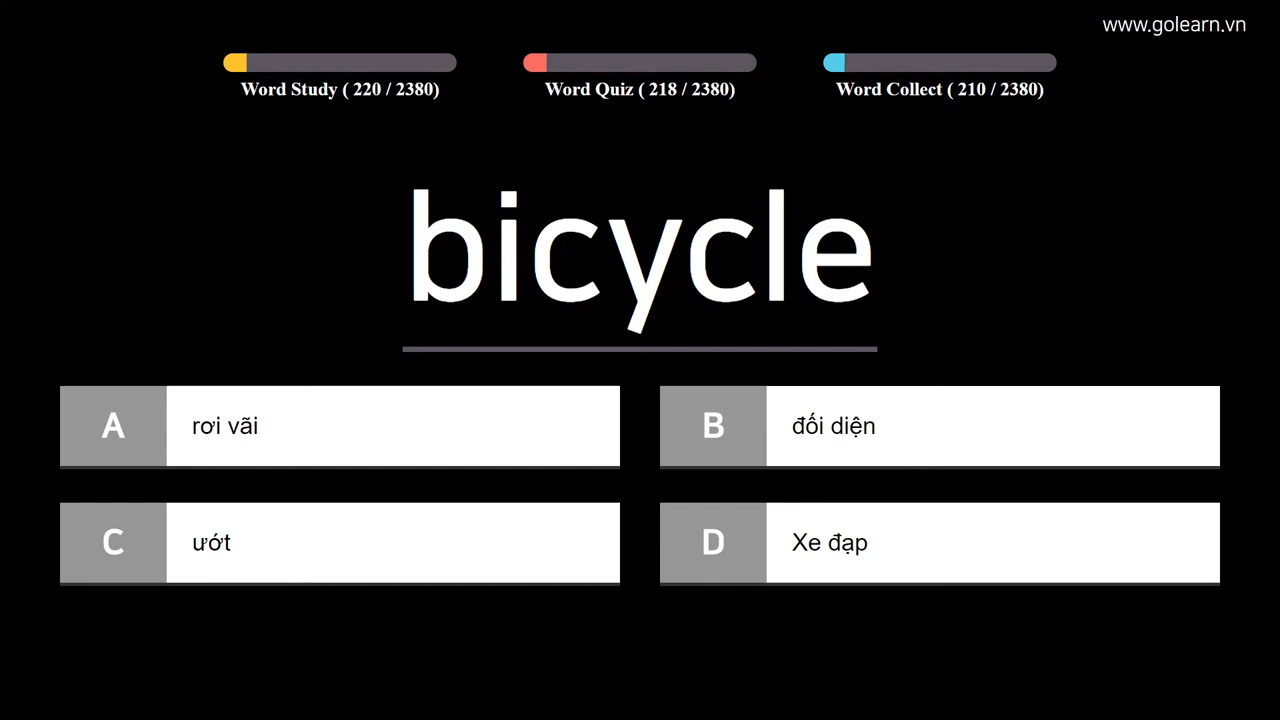 www.golearn.vn
Word Study ( 220 / 2380)
Word Quiz ( 218 / 2380)
Word Collect ( 210 / 2380)
bicycle
A rơi vãi
B đối diện
C ướt
D Xe đạp